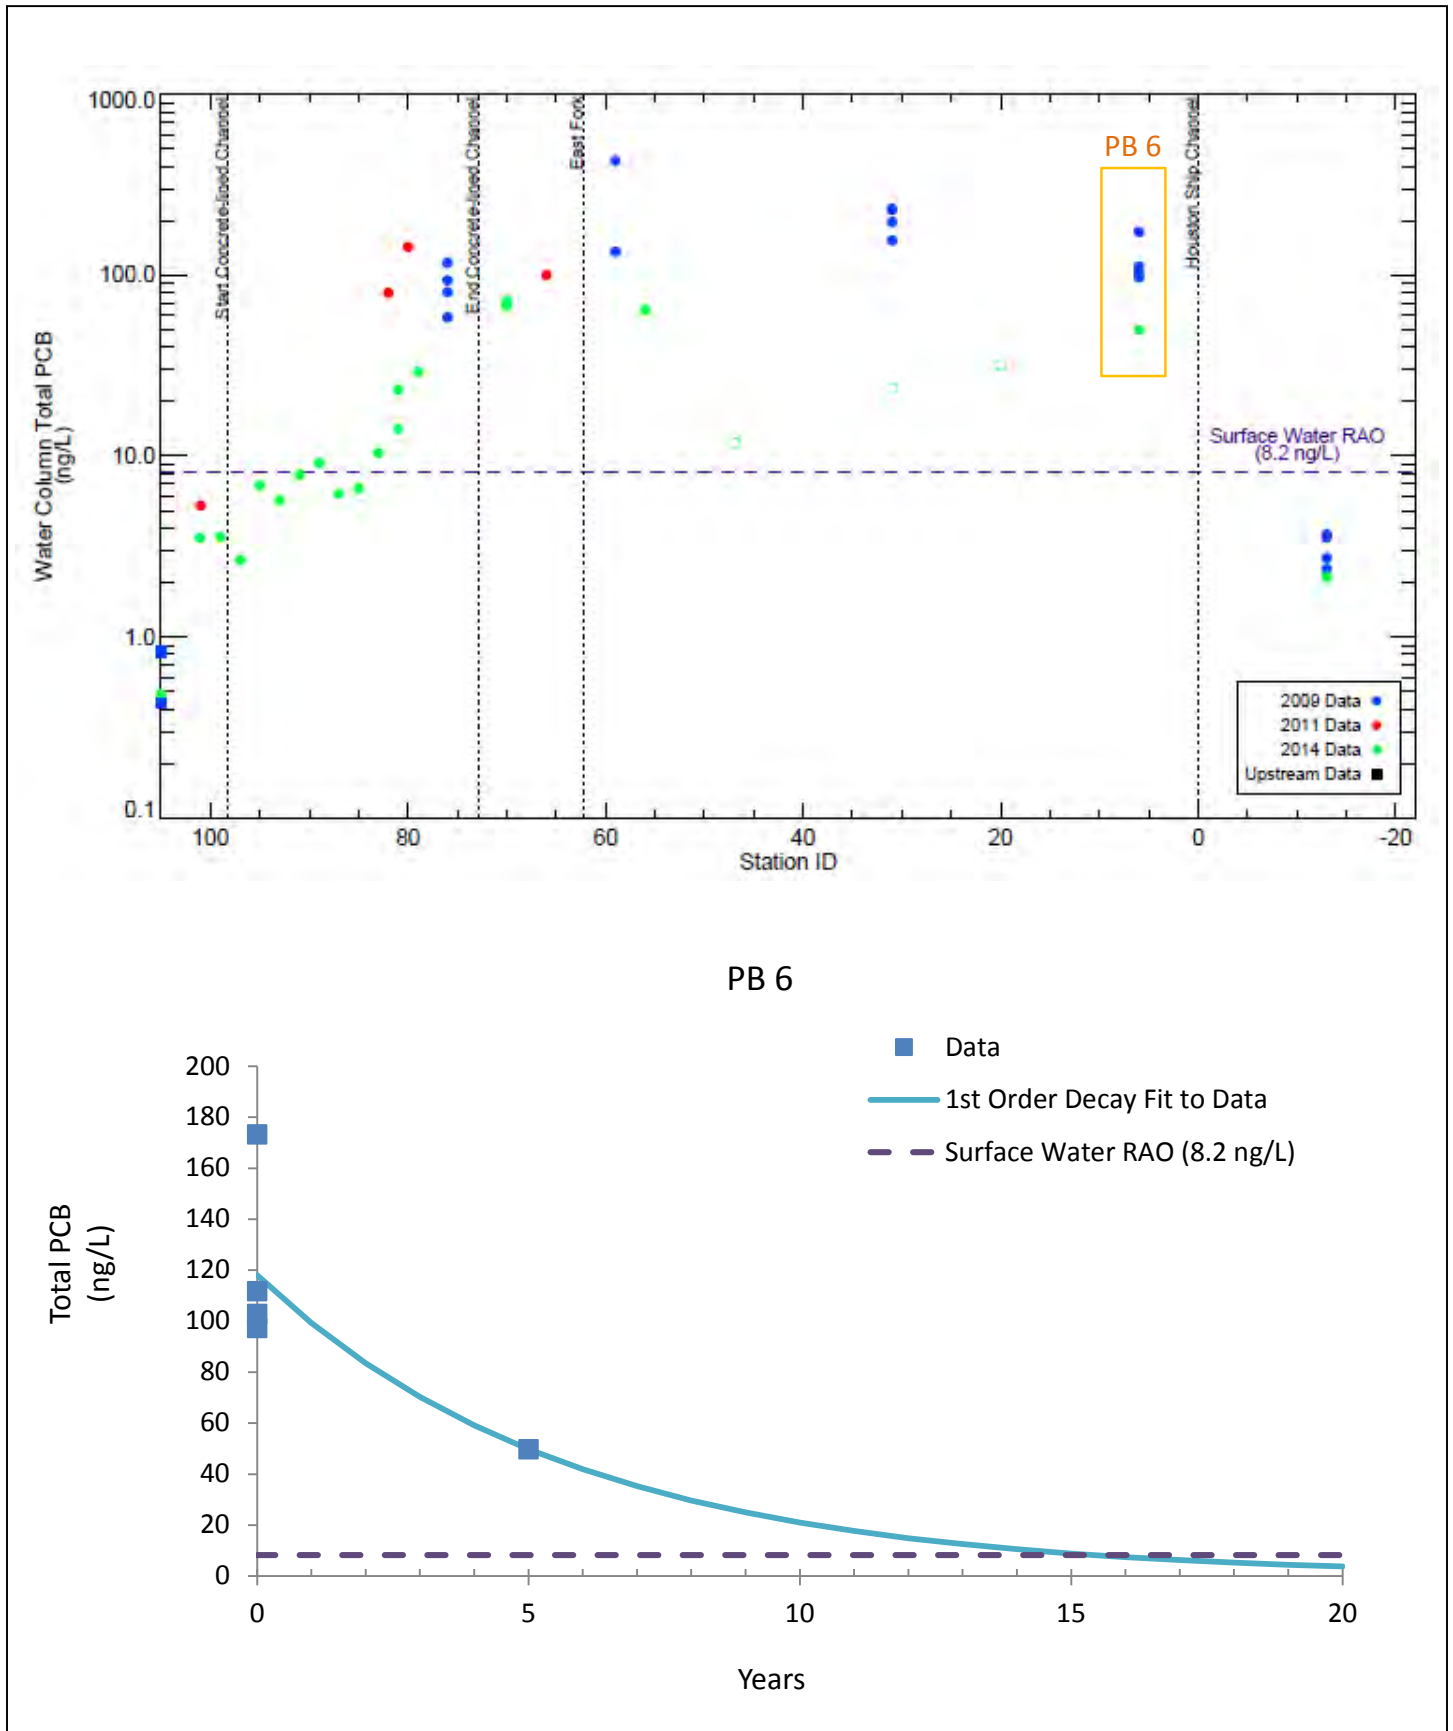 1000.0
100.0
10.0
1.0
0.1
Water Column Total PCB
(ng/L)
Start Concrete-lined Channel
End Concrete-lined Channel
East Fork
PB 6
Houston Ship Channel
Surface Water RAO
(8.2 ng/L)
2009 Data
2011 Data
2014 Data
Upstream Data
100 80 60 40 20 0 -20
Station ID
PB 6
Data
1st Order Decay Fit to Data
Surface Water RAO (8.2 ng/L)
200
180
160
140
120
100
80
60
40
20
0
Total PCB
(ng/L)
0 5 10 15 20
Years